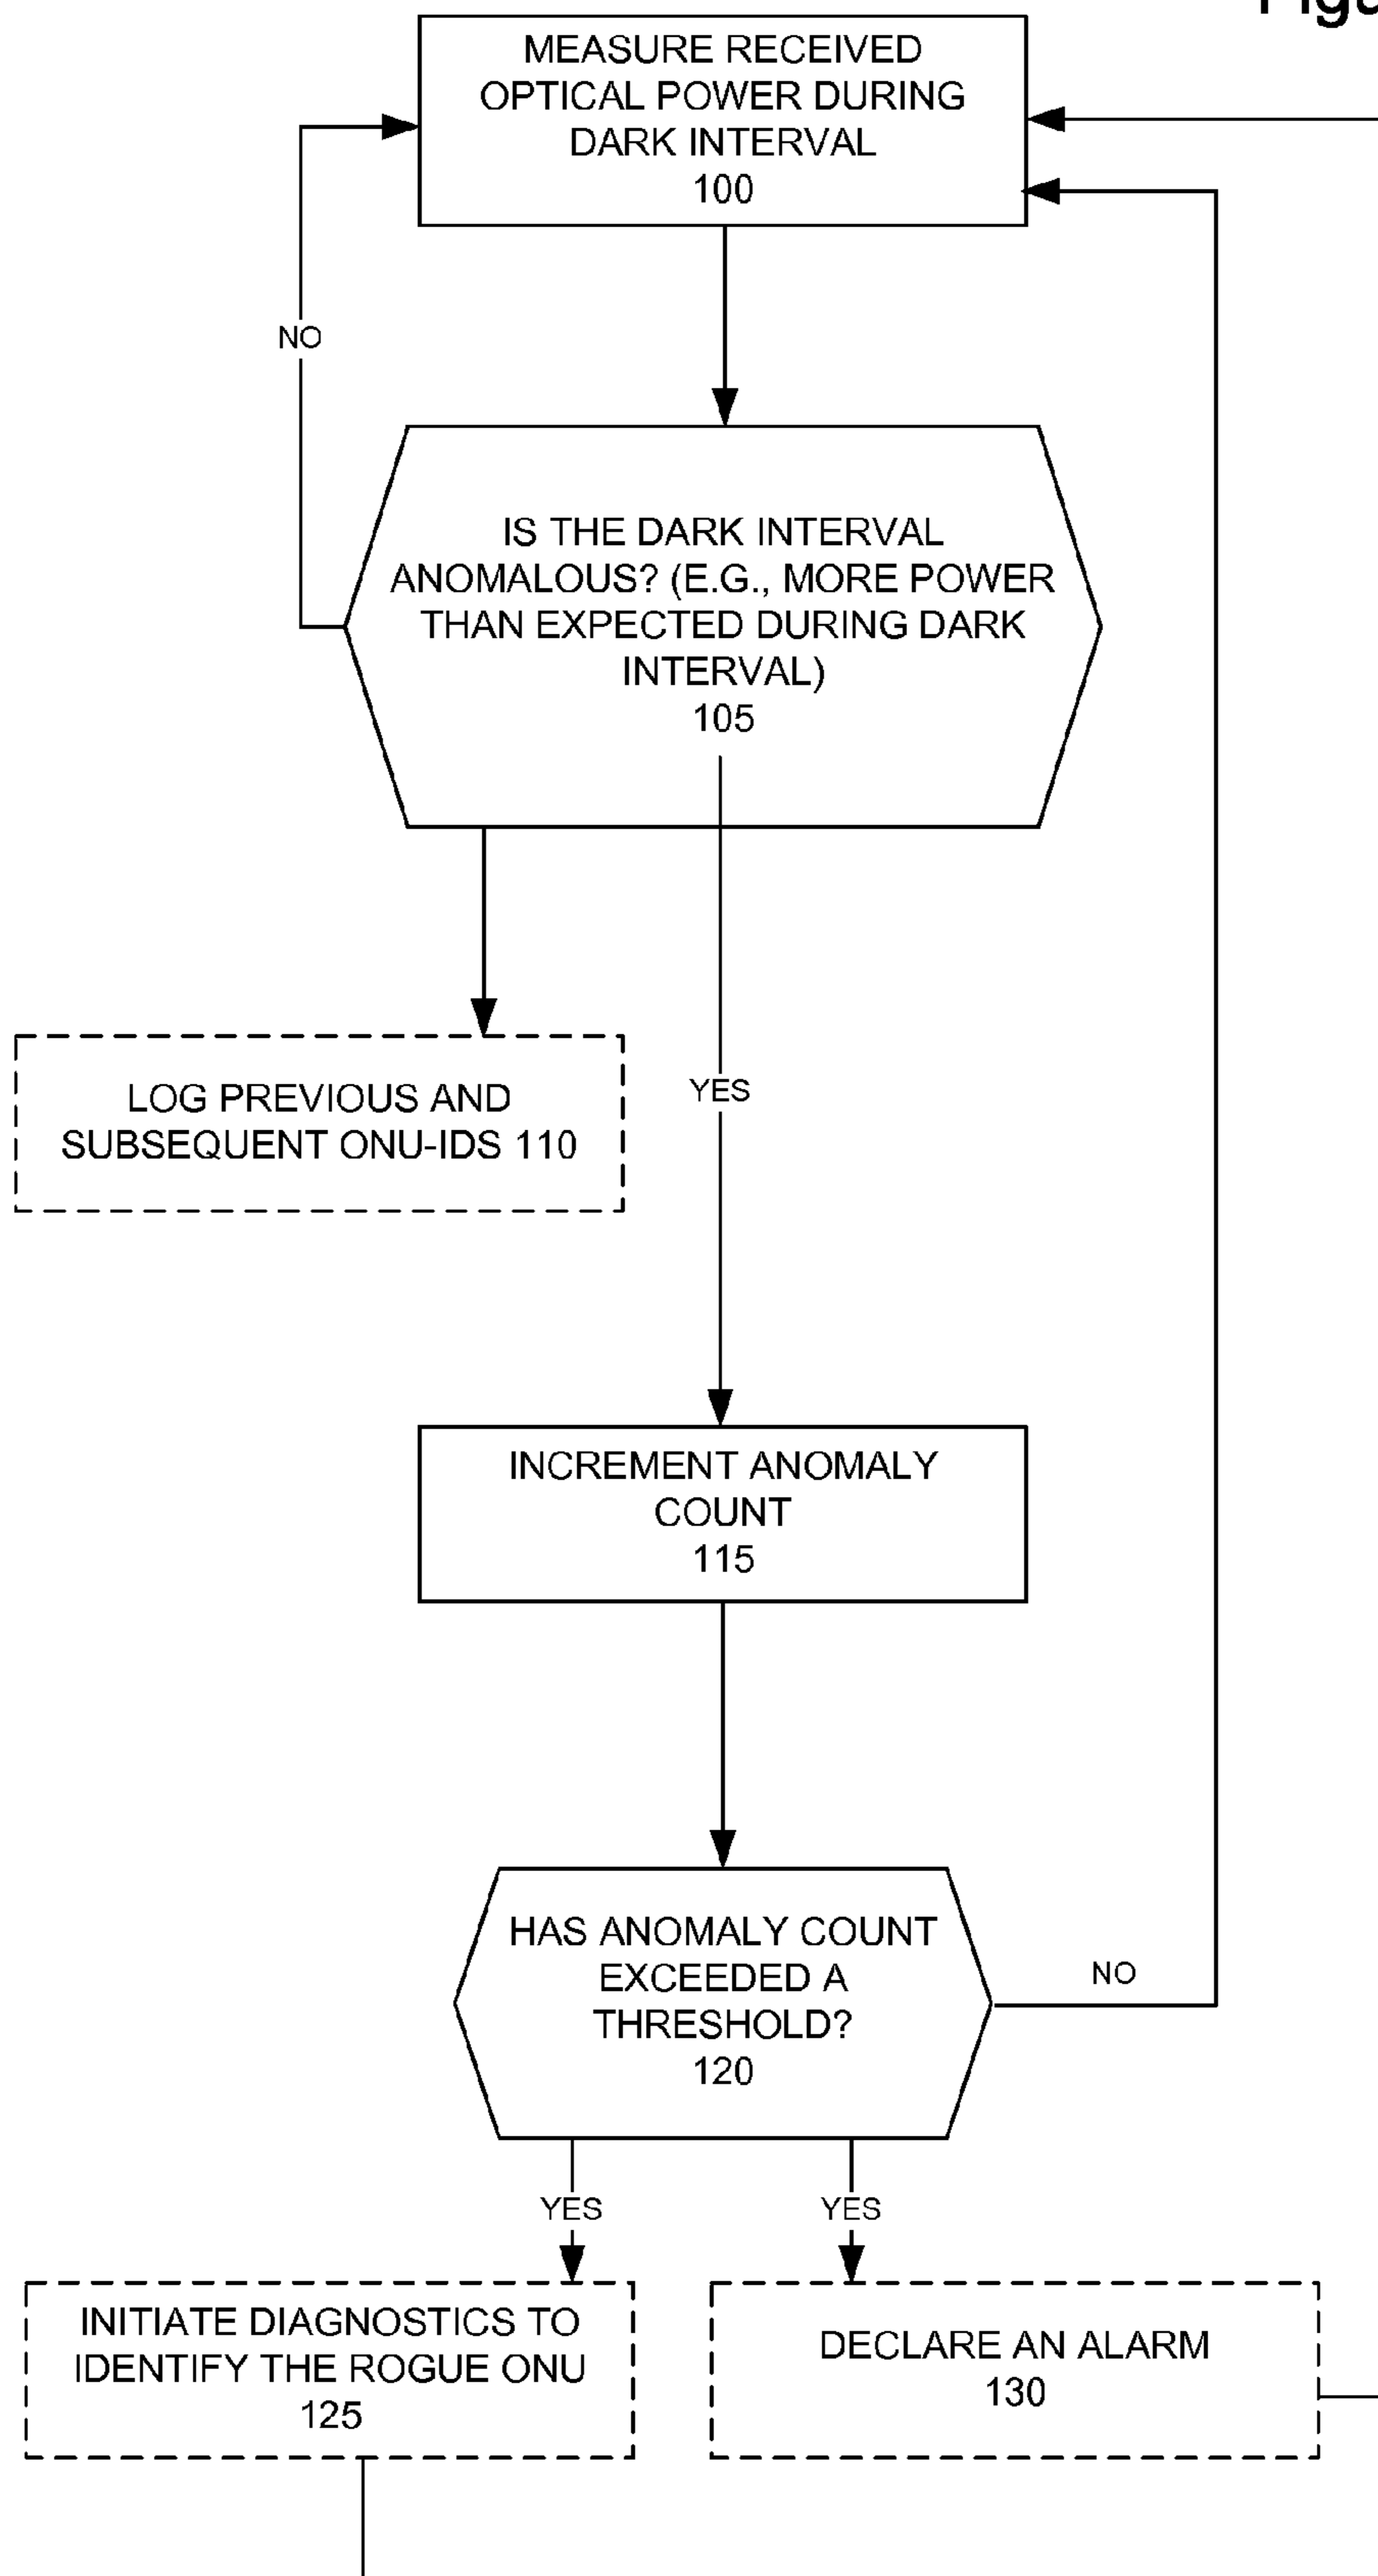 MEASURE RECEIVED
OPTICAL POWER DURING
DARK INTERVAL
100
NO
IS THE DARK INTERVAL
ANOMALOUS? (E.G., MORE POWER
THAN EXPECTED DURING DARK
INTERVAL)
105
LOG PREVIOUS AND
SUBSEQUENT ONU-IDS 110
YES
INCREMENT ANOMALY
COUNT
115
HAS ANOMALY COUNT
EXCEEDED A
THRESHOLD?
120
NO
YES
YES
INITIATE DIAGNOSTICS TO
IDENTIFY THE ROGUE ONU
125
DECLARE AN ALARM
130